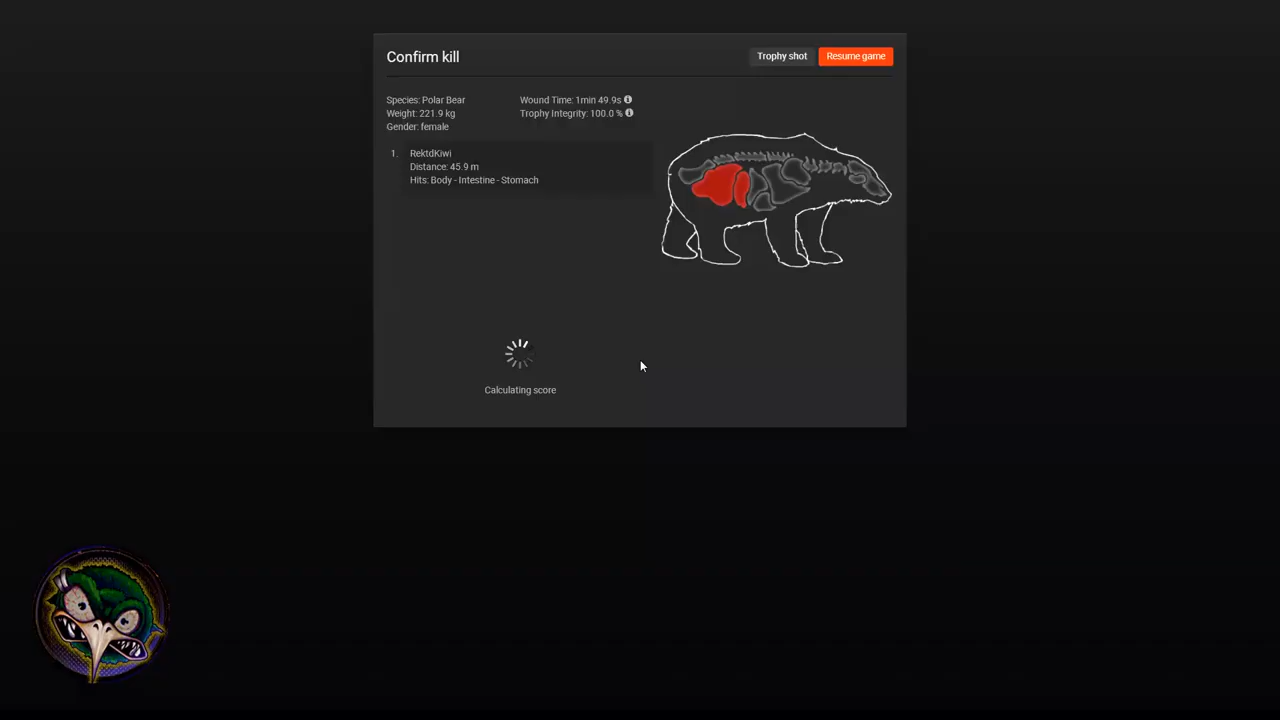 Confirm kill
Trophy shot
Resume game
Species: Polar Bear
Weight: 221.9 kg
Gender: female
Wound Time: 1min 49.9s
Trophy Integrity: 100.0 %
1.
RektdKiwi
Distance: 45.9 m
Hits: Body - Intestine - Stomach
Calculating score